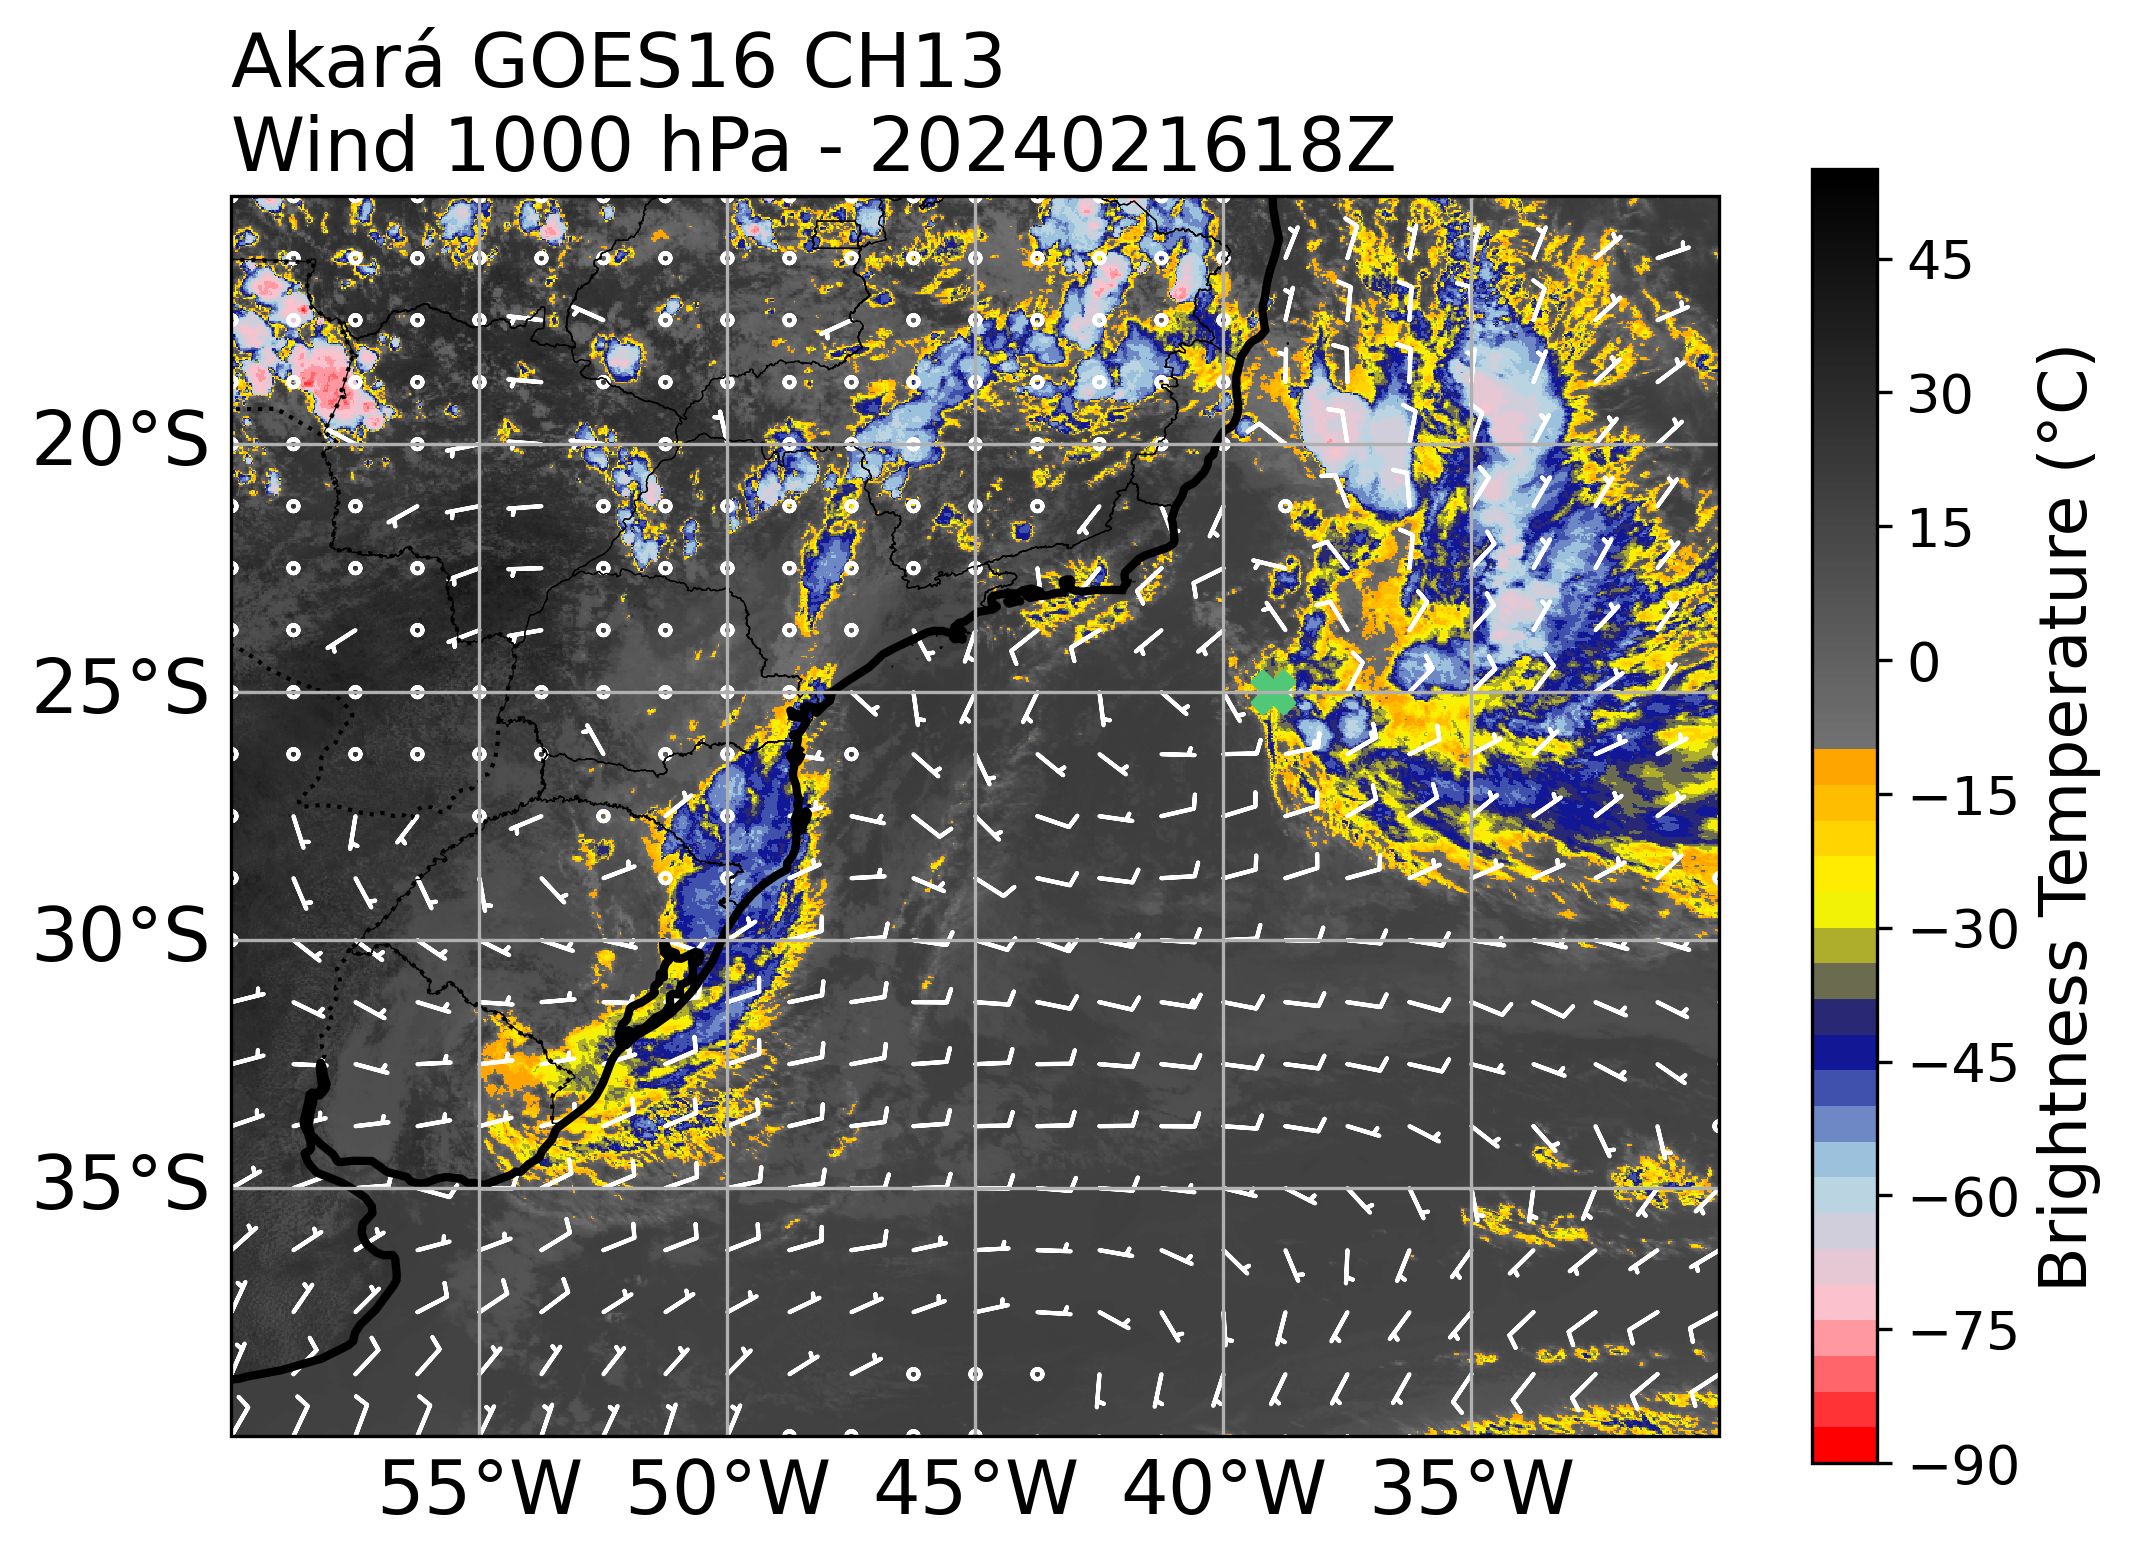 Akará GOES16 CH13
Wind 1000 hPa - 2024021618Z
20°S
25°S
30°S
35°S
55°W 50°W 45°W 40°W 35°W
45
30
15
0
−15
−30
−45
−60
−75
−90
Brightness Temperature (°C)